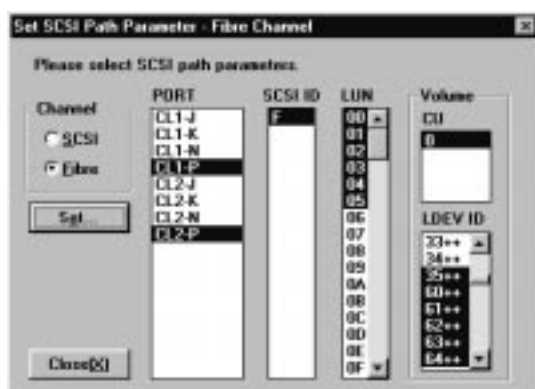 Set SCSI Path Parameter - Fibre Channel
Please select SCSI path parameters.
Channel
SCSI
Fibre
Set...
Close(X)
PORT
CL1-J
CL1-K
CL1-N
CL1-P
CL2-J
CL2-K
CL2-N
CL2-P
SCSI ID
F
LUN
00
01
02
03
04
05
06
07
08
09
0A
0B
0C
0D
0E
0F
Volume
CU
0
LDEV ID
33++
34++
35++
60++
61++
62++
63++
64++